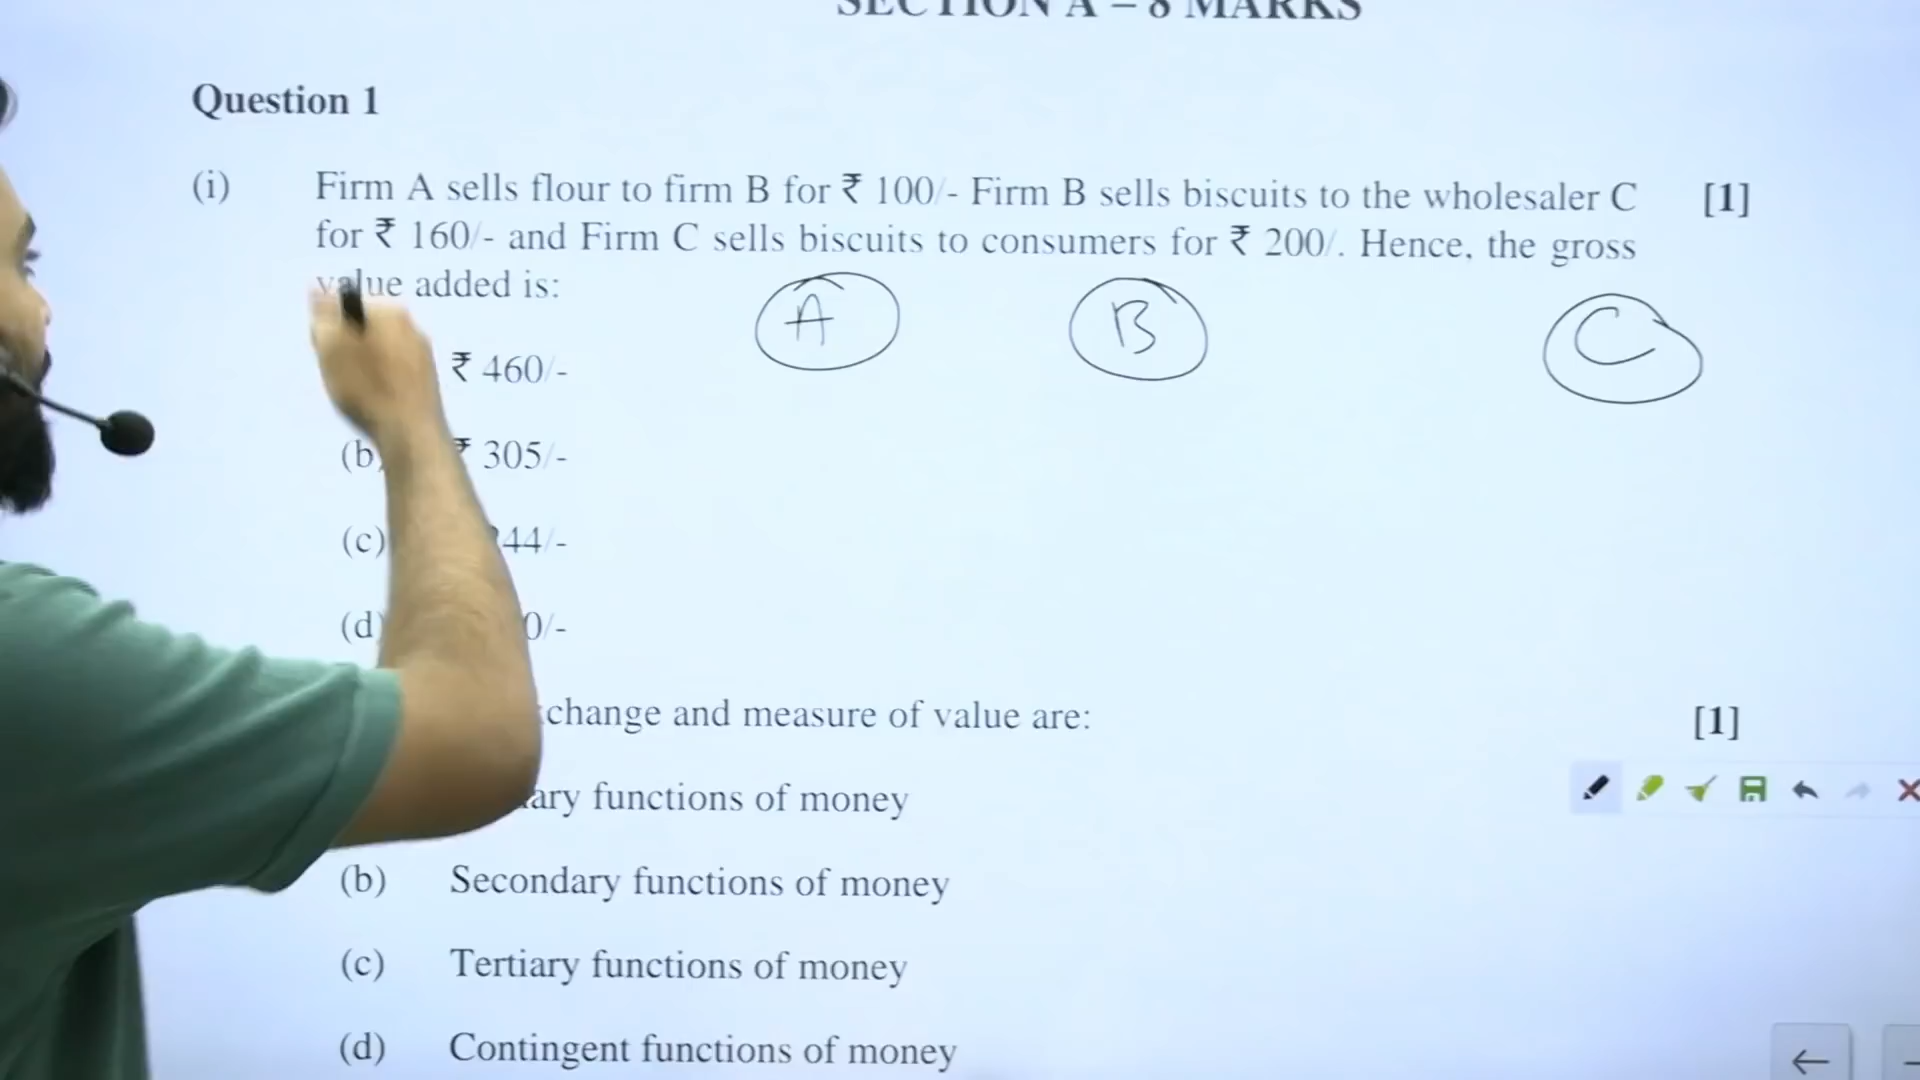 SECTION A – 8 MARKS
Question 1
(i) Firm A sells flour to firm B for ₹ 100/- Firm B sells biscuits to the wholesaler C [1]
for ₹ 160/- and Firm C sells biscuits to consumers for ₹ 200/. Hence, the gross
value added is:
A B C
₹ 460/-
(b) ₹ 305/-
(c) 44/-
(d) 0/-
change and measure of value are: [1]
ary functions of money
(b) Secondary functions of money
(c) Tertiary functions of money
(d) Contingent functions of money